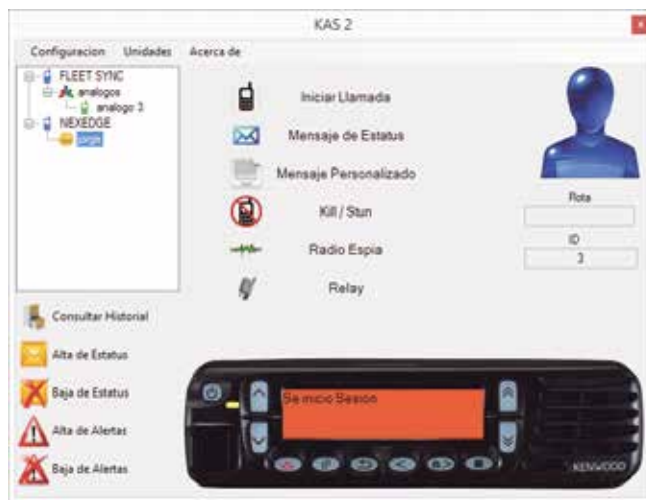 KAS 2
x
Configuracion Unidades Acerca de
FLEET SYNC
analogos
analogo 3
NEXEDGE
Iniciar Llamada
Mensaje de Estatus
Mensaje Personalizado
Kill / Stun
Radio Espia
Relay
Flota
ID
3
Consultar Historial
Alta de Estatus
Baja de Estatus
Alta de Alertas
Baja de Alertas
Se inicio Sesion
KENWOOD